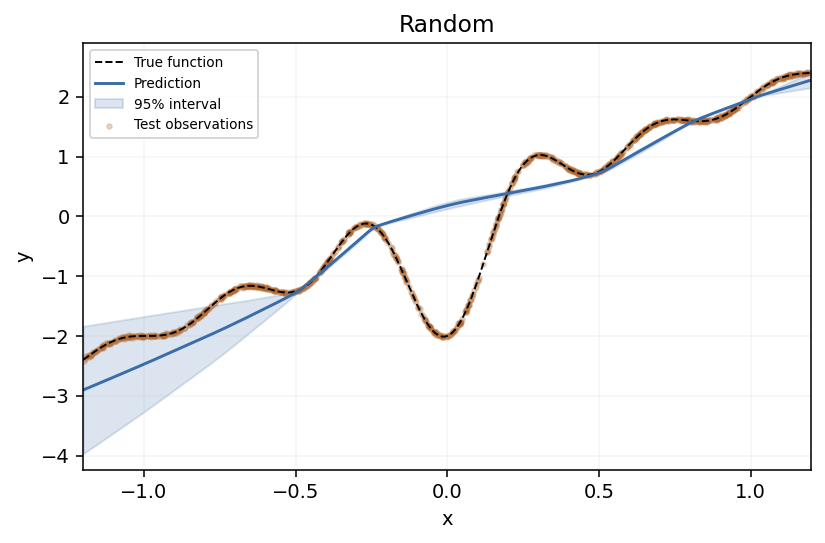 Random
True function
Prediction
95% interval
Test observations
2
1
0
−1
−2
−3
−4
y
−1.0
−0.5
0.0
0.5
1.0
x